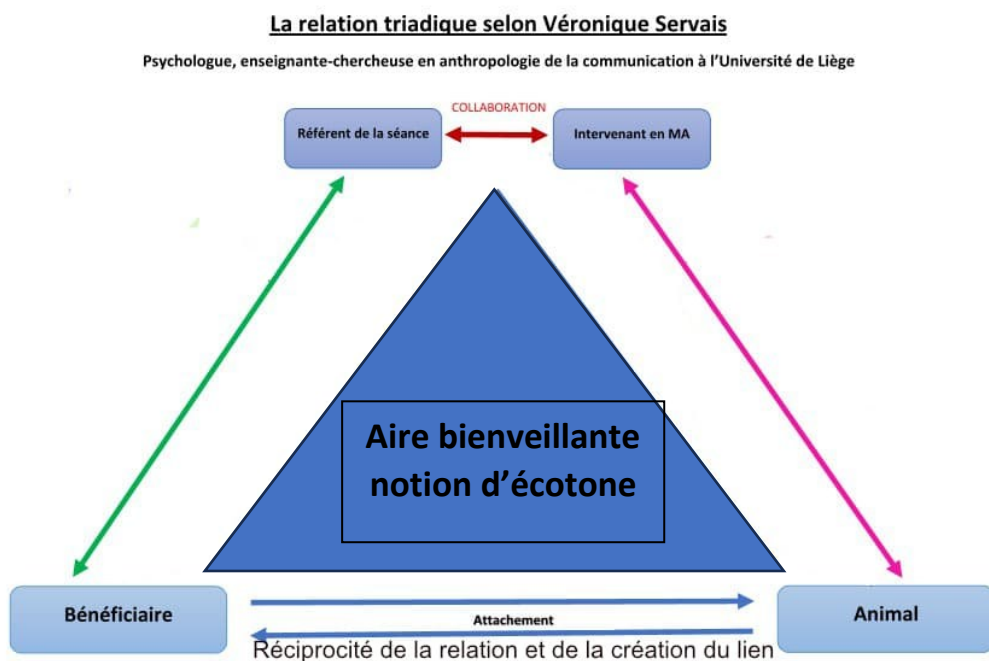 La relation triadique selon Véronique Servais
Psychologue, enseignante-chercheuse en anthropologie de la communication à l'Université de Liège
COLLABORATION
Référent de la séance
Intervenant en MA
Aire bienveillante
notion d'écotone
Bénéficiaire
Attachement
Animal
Réciprocité de la relation et de la création du lien